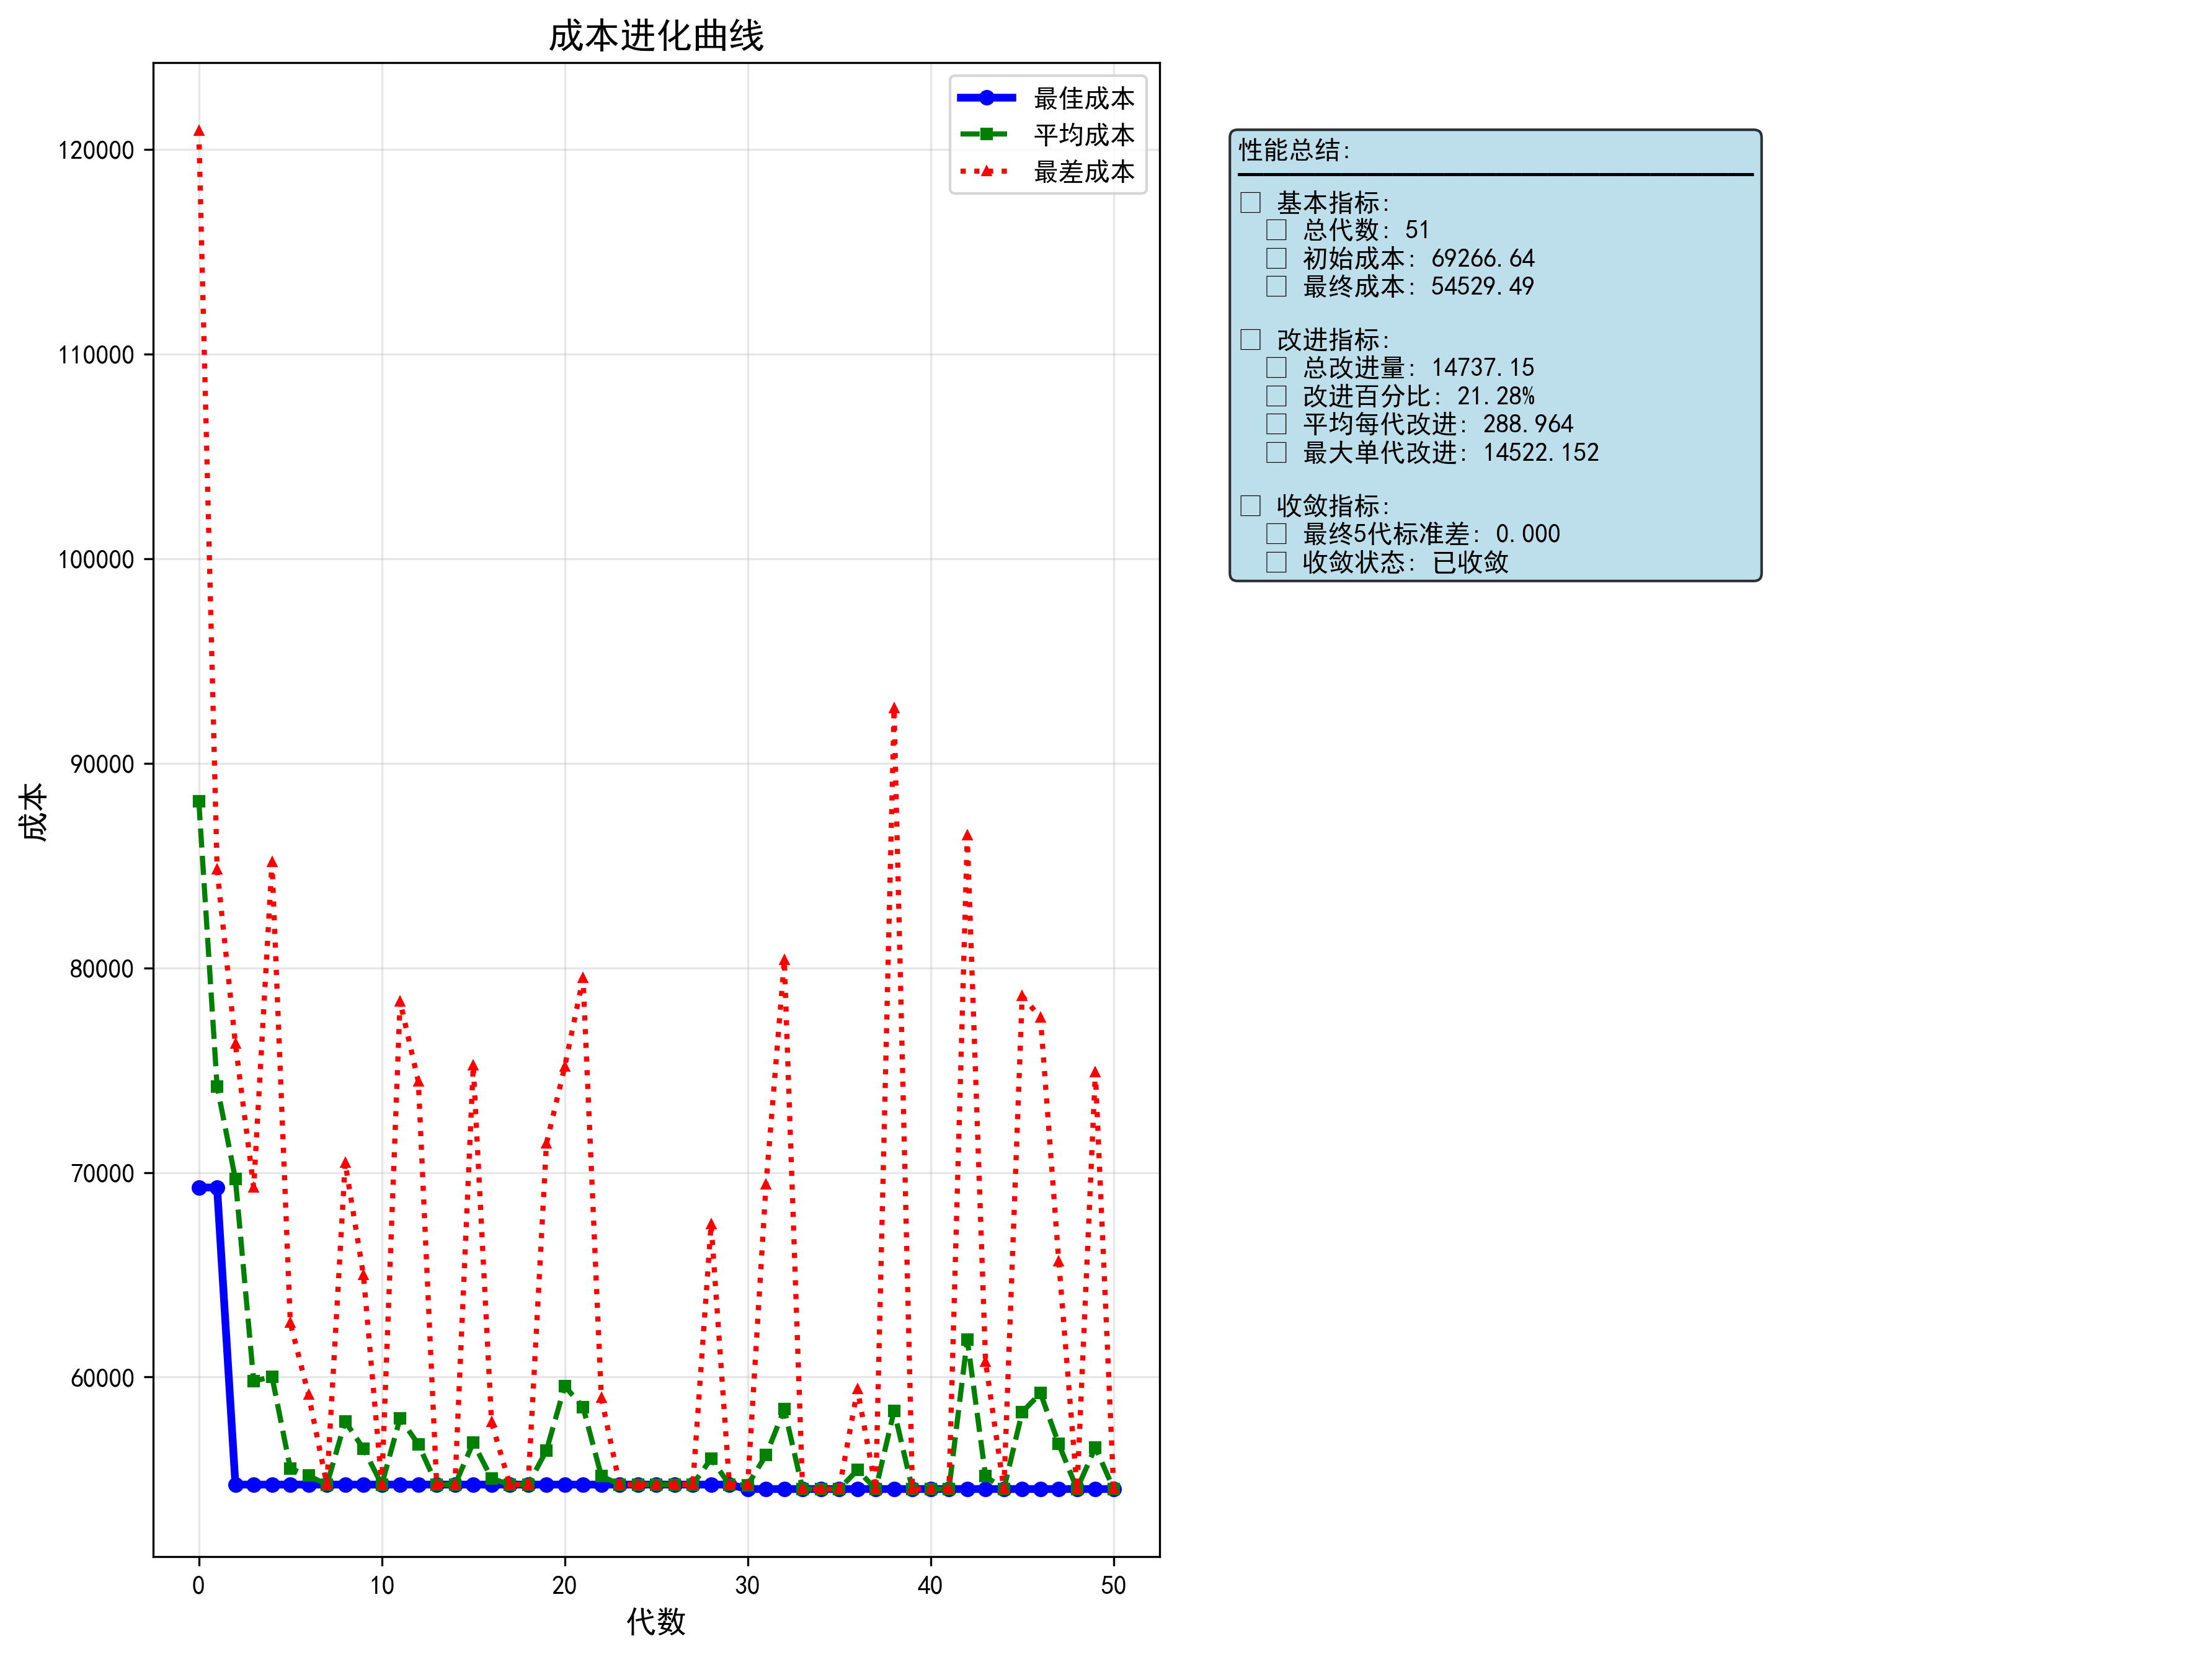 成本进化曲线
最佳成本
平均成本
最差成本
120000
110000
100000
90000
80000
70000
60000
成本
0 10 20 30 40 50
代数
性能总结:
□ 基本指标:
□ 总代数: 51
□ 初始成本: 69266.64
□ 最终成本: 54529.49
□ 改进指标:
□ 总改进量: 14737.15
□ 改进百分比: 21.28%
□ 平均每代改进: 288.964
□ 最大单代改进: 14522.152
□ 收敛指标:
□ 最终5代标准差: 0.000
□ 收敛状态: 已收敛